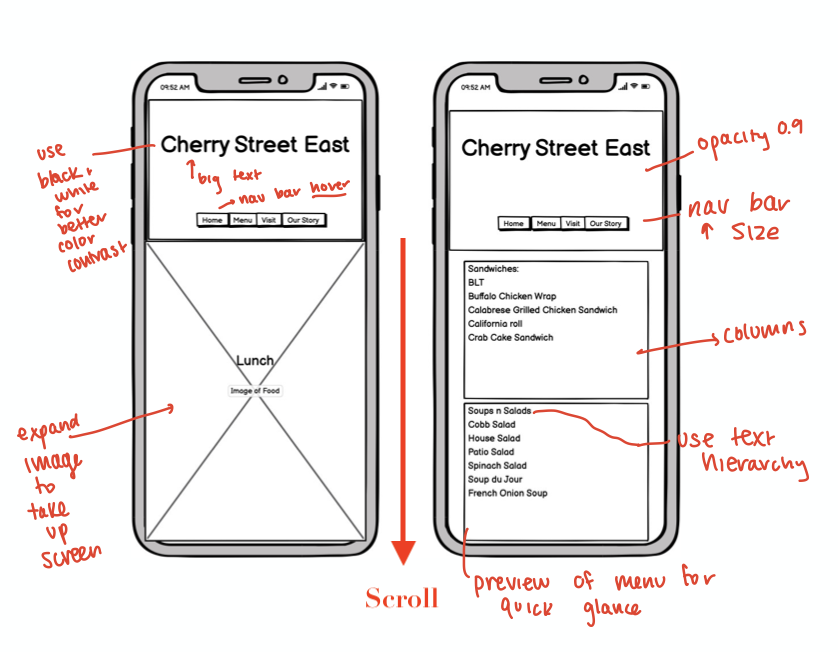 09:52 AM
Cherry Street East
use
black +
white
for
better
color
contrast
big text
nav bar hover
Home Menu Visit Our Story
Lunch
Image of Food
expand
image
to
take
up
screen
Scroll
09:52 AM
Cherry Street East
opacity 0.9
Home Menu Visit Our Story
nav bar
↑ size
Sandwiches:
BLT
Buffalo Chicken Wrap
Calabrese Grilled Chicken Sandwich
California roll
Crab Cake Sandwich
columns
Soups n Salads
Cobb Salad
House Salad
Patio Salad
Spinach Salad
Soup du Jour
French Onion Soup
use text
hierarchy
preview of menu for
quick glance